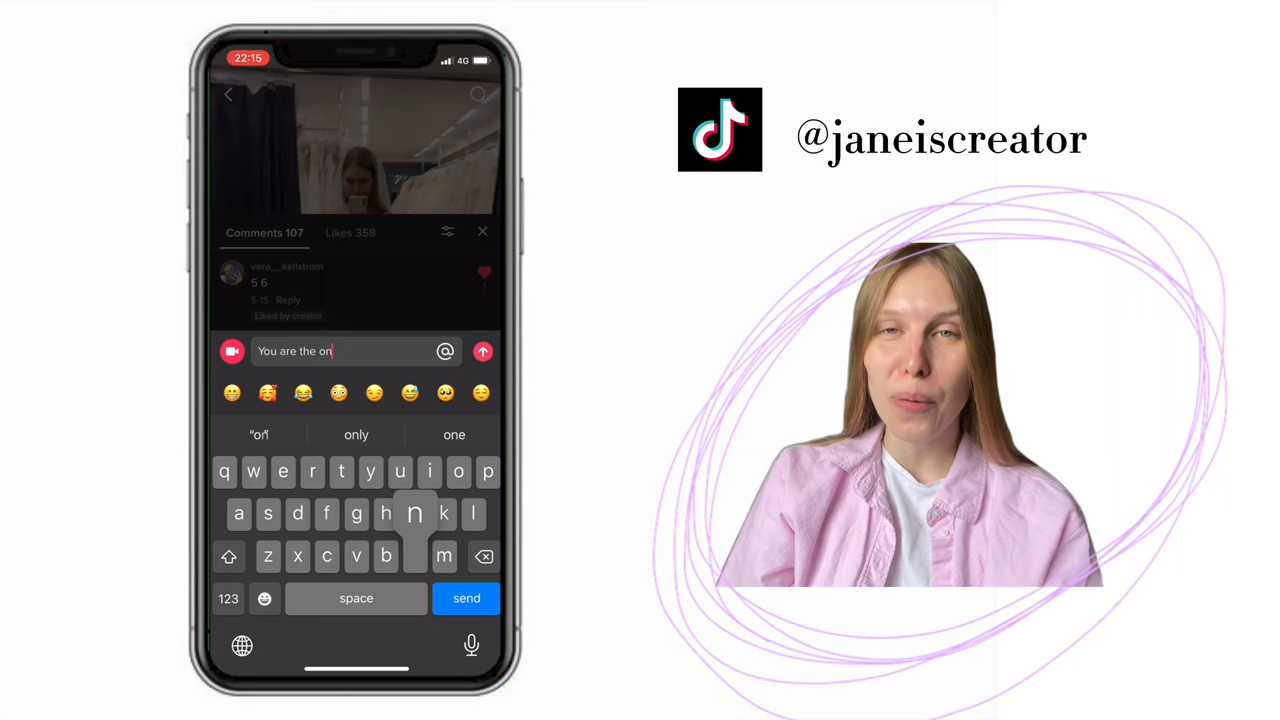 22:15
4G
@janeiscreator
Comments 107
Likes 358
vera__kellstrom
5 6
5-15 Reply
Liked by creator
1
You are the on
“on”
only
one
q w e r t y u i o p
a s d f g h n k l
z x c v b m
123
space
send